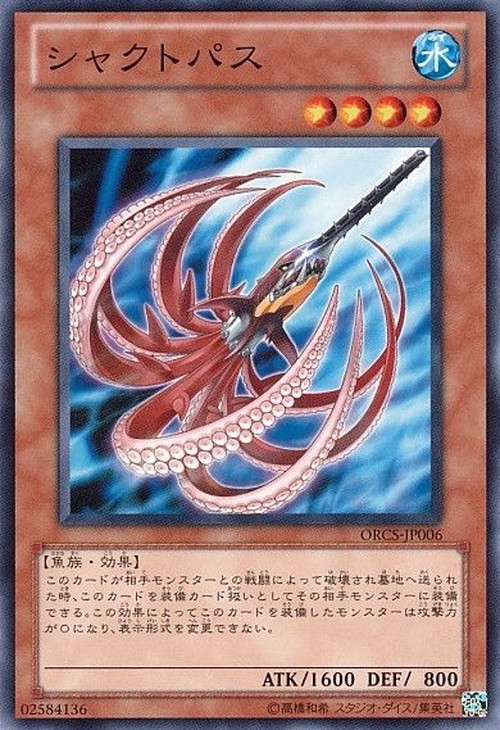 シャクトパス
水
ORCS-JP006
【魚族・効果】
このカードが相手モンスターとの戦闘によって破壊され墓地へ送られ
た時、このカードを装備カード扱いとしてその相手モンスターに装備
できる。この効果によってこのカードを装備したモンスターは攻撃力
が０になり、表示形式を変更できない。
ATK/1600 DEF/ 800
02584136
©高橋和希 スタジオ・ダイス/集英社